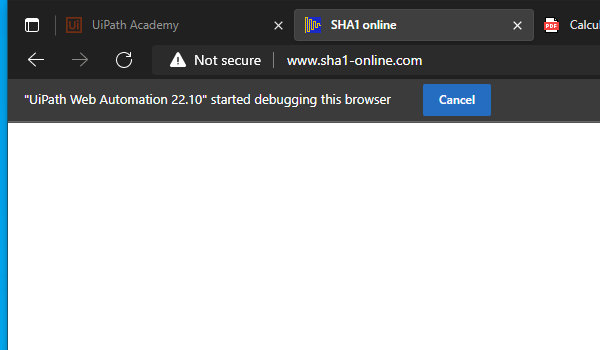 Ui UiPath Academy SHA1 online PDF Calcul
Not secure www.sha1-online.com
"UiPath Web Automation 22.10" started debugging this browser Cancel